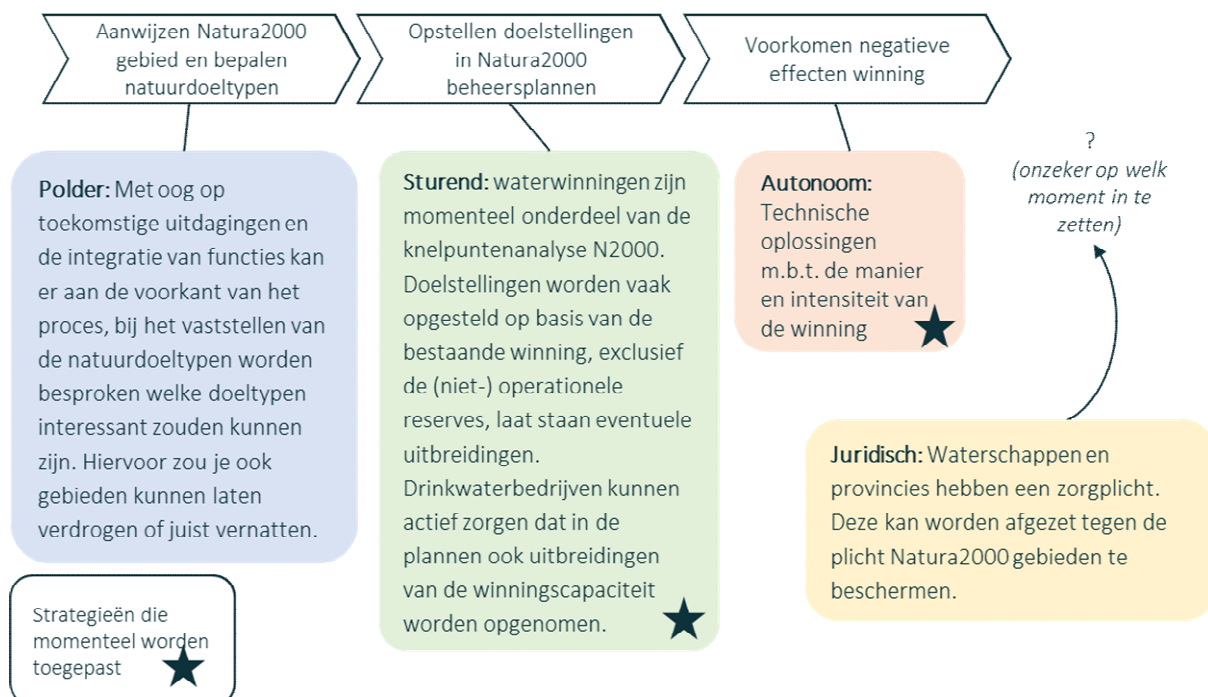 Aanwijzen Natura2000
gebied en bepalen
natuurdoeltypen
Opstellen doelstellingen
in Natura2000
beheersplannen
Voorkomen negatieve
effecten winning
Polder: Met oog op
toekomstige uitdagingen en
de integratie van functies kan
er aan de voorkant van het
proces, bij het vaststellen van
de natuurdoeltypen worden
besproken welke doeltypen
interessant zouden kunnen
zijn. Hiervoor zou je ook
gebieden kunnen laten
verdrogen of juist vernatten.
Sturend: waterwinningen zijn
momenteel onderdeel van de
knelpuntenanalyse N2000.
Doelstellingen worden vaak
opgesteld op basis van de
bestaande winning, exclusief
de (niet-) operationele
reserves, laat staan eventuele
uitbreidingen.
Drinkwaterbedrijven kunnen
actief zorgen dat in de
plannen ook uitbreidingen
van de winningscapaciteit
worden opgenomen.
Autonoom:
Technische
oplossingen
m.b.t. de manier
en intensiteit van
de winning
?
(onzeker op welk
moment in te
zetten)
Juridisch: Waterschappen en
provincies hebben een zorgplicht.
Deze kan worden afgezet tegen de
plicht Natura2000 gebieden te
beschermen.
Strategieën die
momenteel worden
toegepast